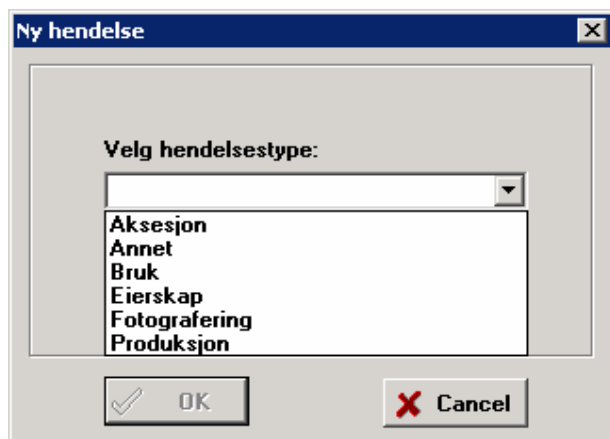 Ny hendelse
Velg hendelsestype:
Aksesjon
Annet
Bruk
Eierskap
Fotografering
Produksjon
OK
Cancel